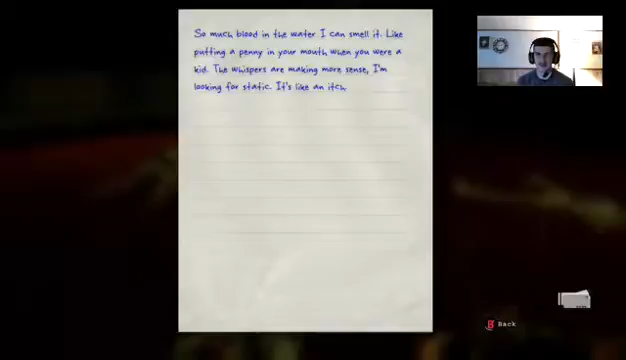 So much blood in the water I can smell it. Like
putting a penny in your mouth when you were a
kid. The whispers are making more sense, I'm
looking for static. It's like an itch.
B Back